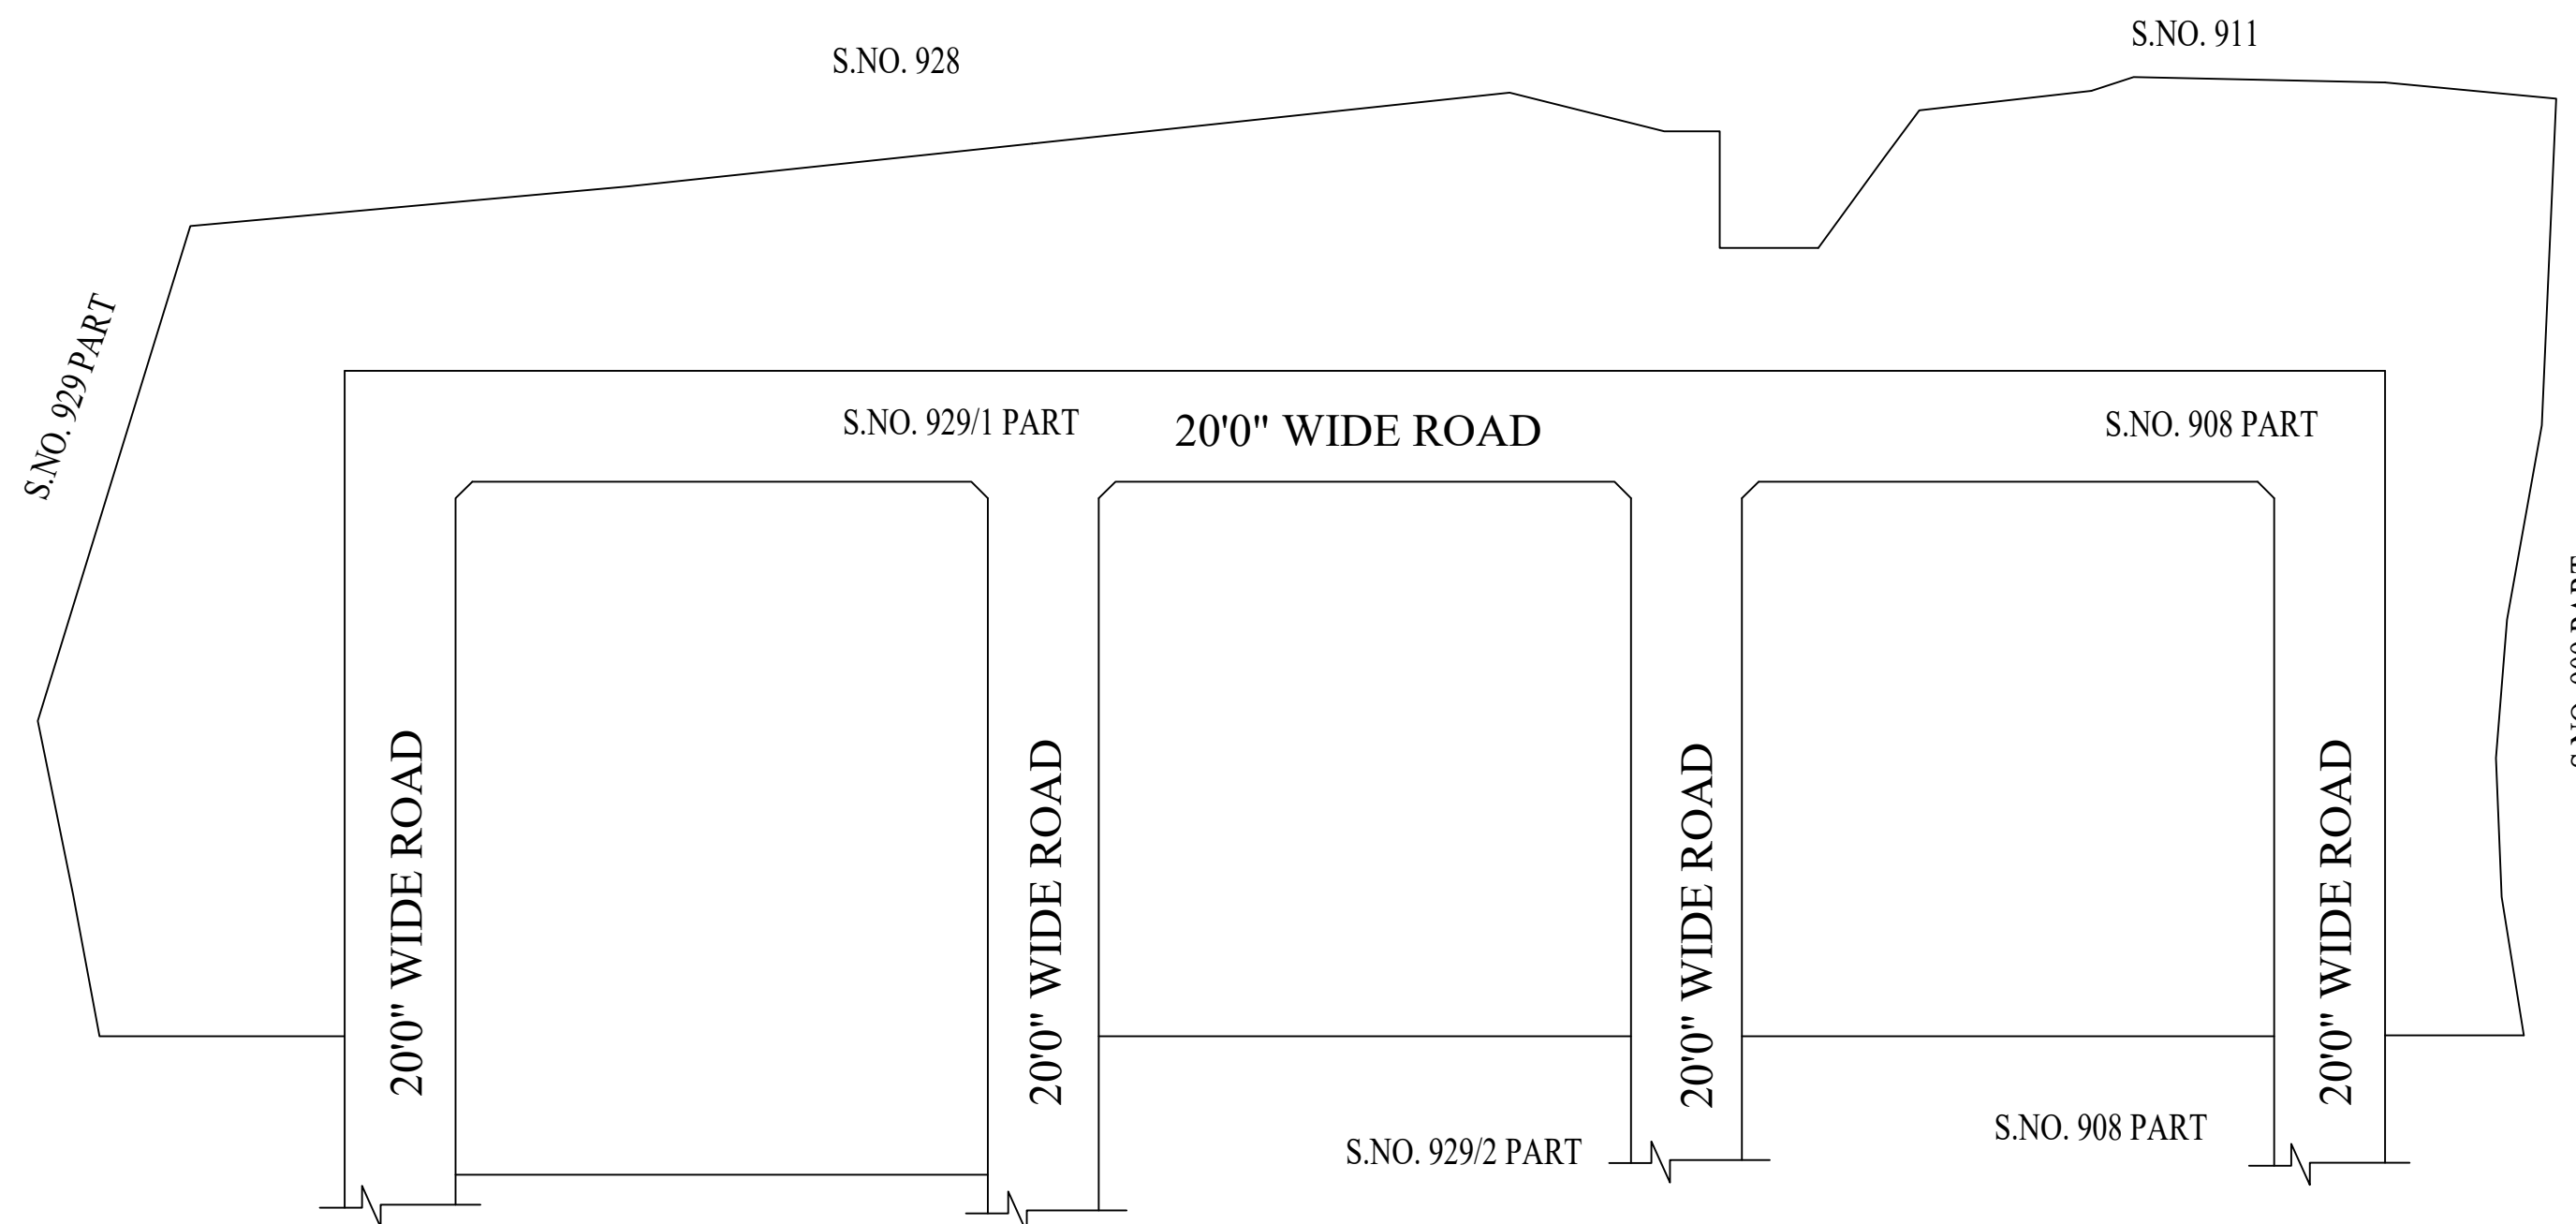 S.NO. 911
S.NO. 928
S.NO. 929 PART
S.NO. 929/1 PART
20'0" WIDE ROAD
S.NO. 908 PART
20'0" WIDE ROAD
20'0" WIDE ROAD
20'0" WIDE ROAD
20'0" WIDE ROAD
S.NO. 929/2 PART
S.NO. 908 PART